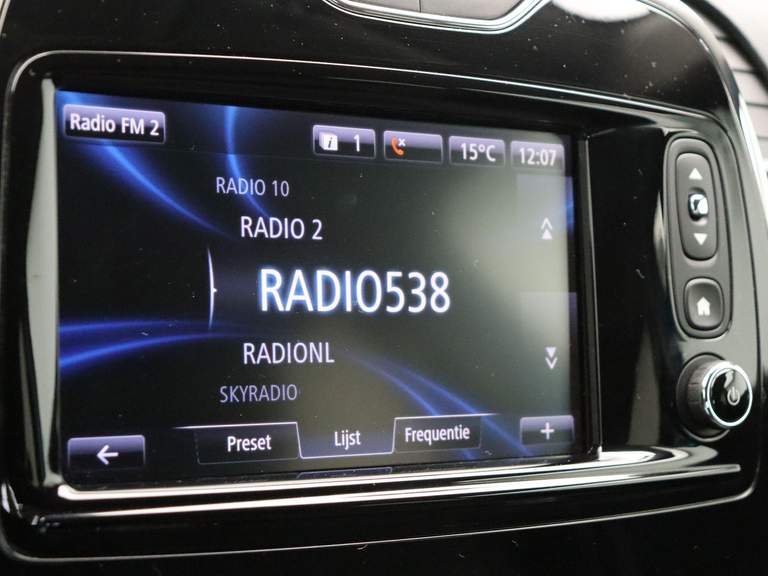 Radio FM 2
i 1
15°C
12:07
RADIO 10
RADIO 2
RADIO538
RADIONL
SKYRADIO
Preset
Lijst
Frequentie
+